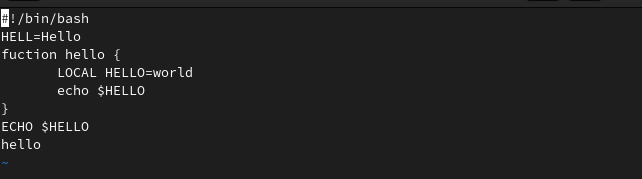 #!/bin/bash
HELL=Hello
fuction hello {
LOCAL HELLO=world
echo $HELLO
}
ECHO $HELLO
hello
~